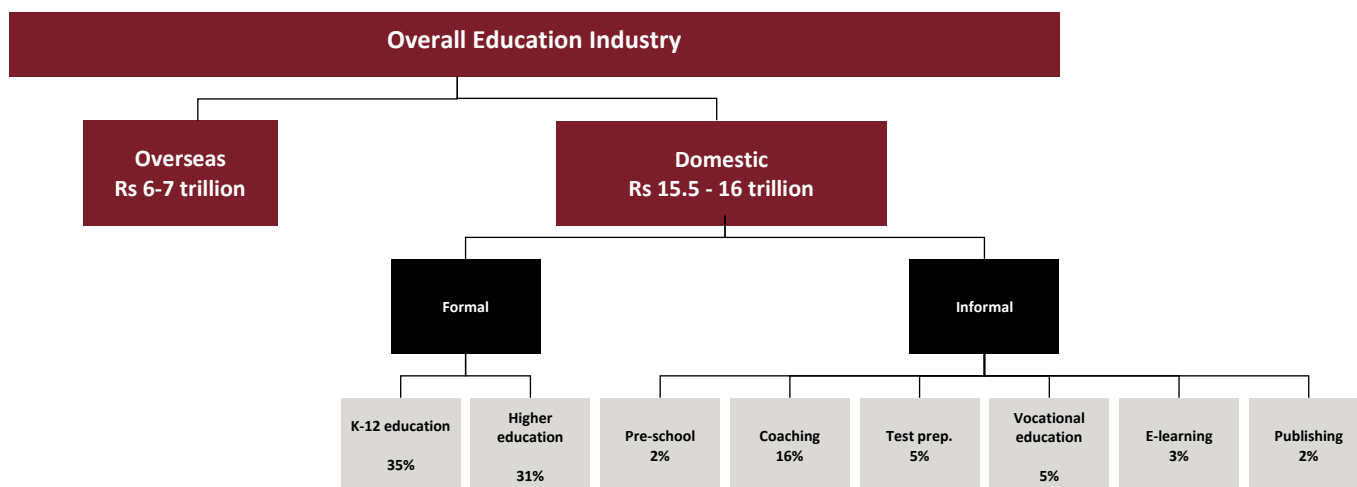 Overall Education Industry
Overseas
Rs 6-7 trillion
Domestic
Rs 15.5 - 16 trillion
Formal
Informal
K-12 education
35%
Higher
education
31%
Pre-school
2%
Coaching
16%
Test prep.
5%
Vocational
education
5%
E-learning
3%
Publishing
2%